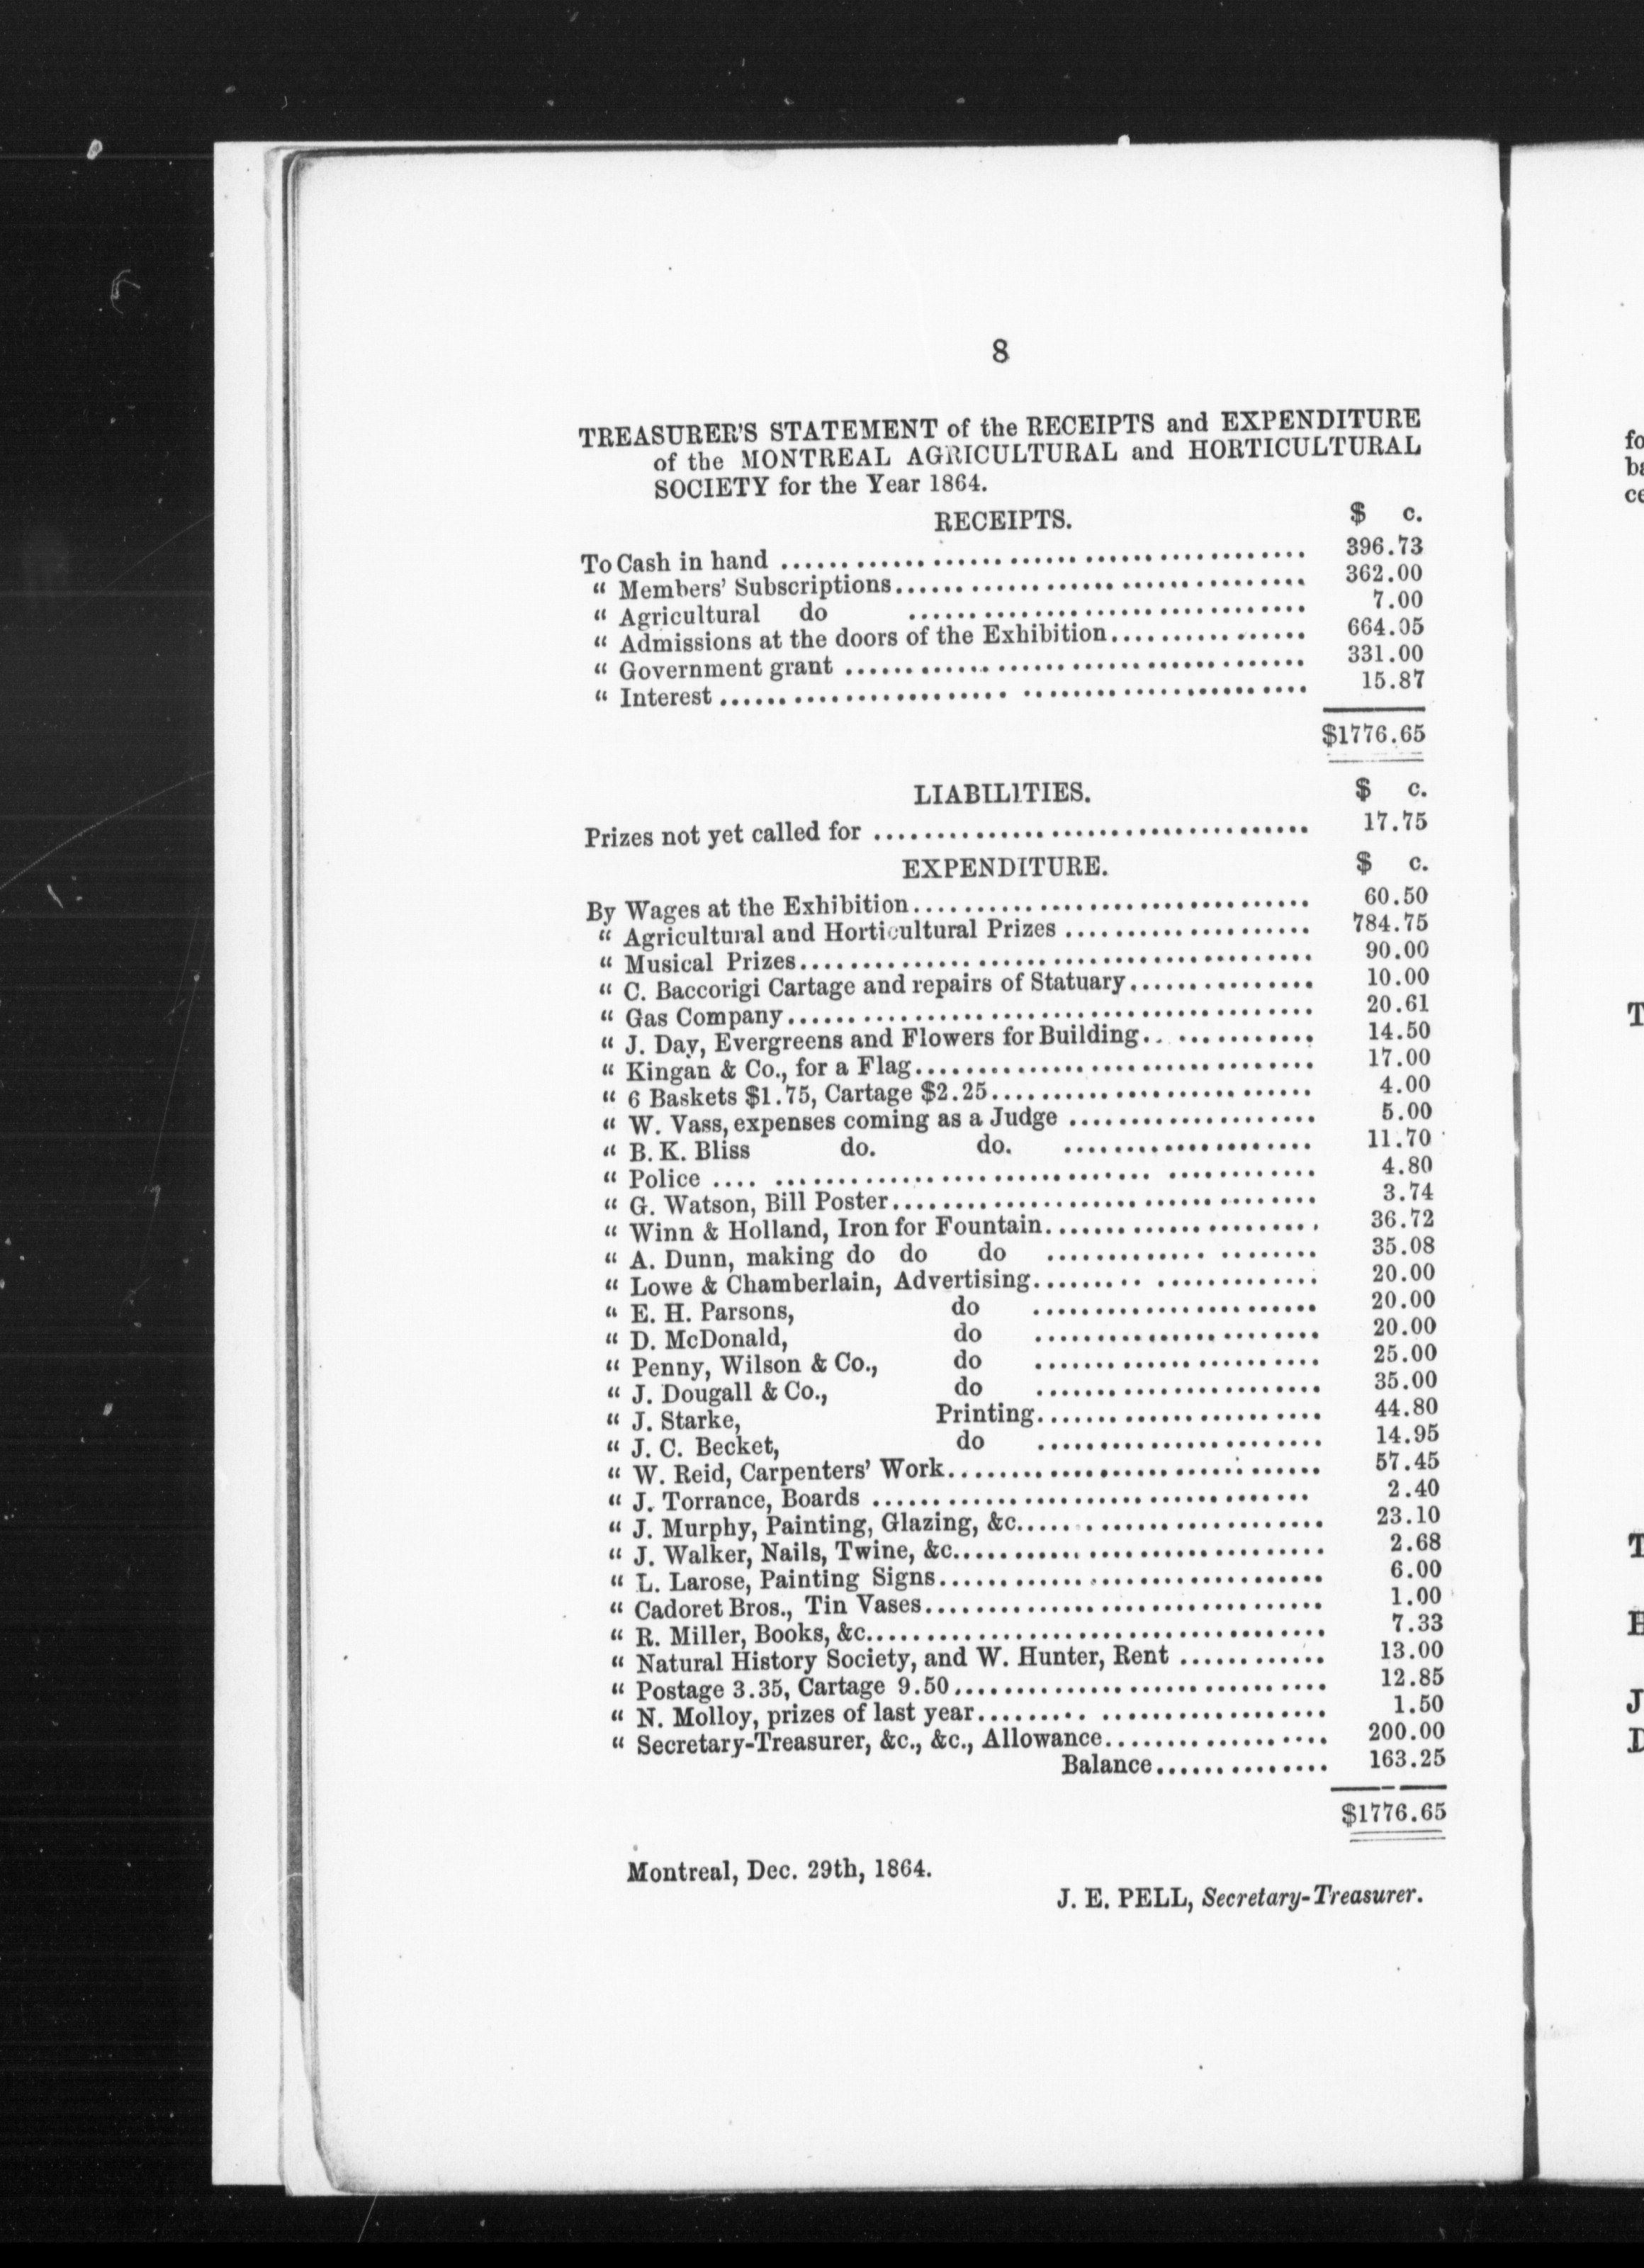 8
TREASURER'S STATEMENT of the RECEIPTS and EXPENDITURE
of the MONTREAL AGRICULTURAL and HORTICULTURAL
SOCIETY for the Year 1864.
RECEIPTS. $ c.
To Cash in hand ........ 396.73
" Members' Subscriptions........ 362.00
" Agricultural do ........ 7.00
" Admissions at the doors of the Exhibition........ 664.05
" Government grant ........ 331.00
" Interest ........ 15.87
$1776.65
LIABILITIES. $ c.
Prizes not yet called for ........ 17.75
EXPENDITURE. $ c.
By Wages at the Exhibition........ 60.50
" Agricultural and Horticultural Prizes ........ 784.75
" Musical Prizes........ 90.00
" C. Baccorigi Cartage and repairs of Statuary........ 10.00
" Gas Company........ 20.61
" J. Day, Evergreens and Flowers for Building........ 14.50
" Kingan & Co., for a Flag........ 17.00
" 6 Baskets $1.75, Cartage $2.25........ 4.00
" W. Vass, expenses coming as a Judge ........ 5.00
" B. K. Bliss do. do. ........ 11.70
" Police ........ 4.80
" G. Watson, Bill Poster........ 3.74
" Winn & Holland, Iron for Fountain........ 36.72
" A. Dunn, making do do do ........ 35.08
" Lowe & Chamberlain, Advertising........ 20.00
" E. H. Parsons, do ........ 20.00
" D. McDonald, do ........ 20.00
" Penny, Wilson & Co., do ........ 25.00
" J. Dougall & Co., do ........ 35.00
" J. Starke, Printing........ 44.80
" J. C. Becket, do ........ 14.95
" W. Reid, Carpenters' Work........ 57.45
" J. Torrance, Boards ........ 2.40
" J. Murphy, Painting, Glazing, &c........ 23.10
" J. Walker, Nails, Twine, &c........ 2.68
" L. Larose, Painting Signs........ 6.00
" Cadoret Bros., Tin Vases........ 1.00
" R. Miller, Books, &c........ 7.33
" Natural History Society, and W. Hunter, Rent ........ 13.00
" Postage 3.35, Cartage 9.50........ 12.85
" N. Molloy, prizes of last year........ 1.50
" Secretary-Treasurer, &c., &c., Allowance........ 200.00
Balance........ 163.25
$1776.65
Montreal, Dec. 29th, 1864.
J. E. PELL, Secretary-Treasurer.